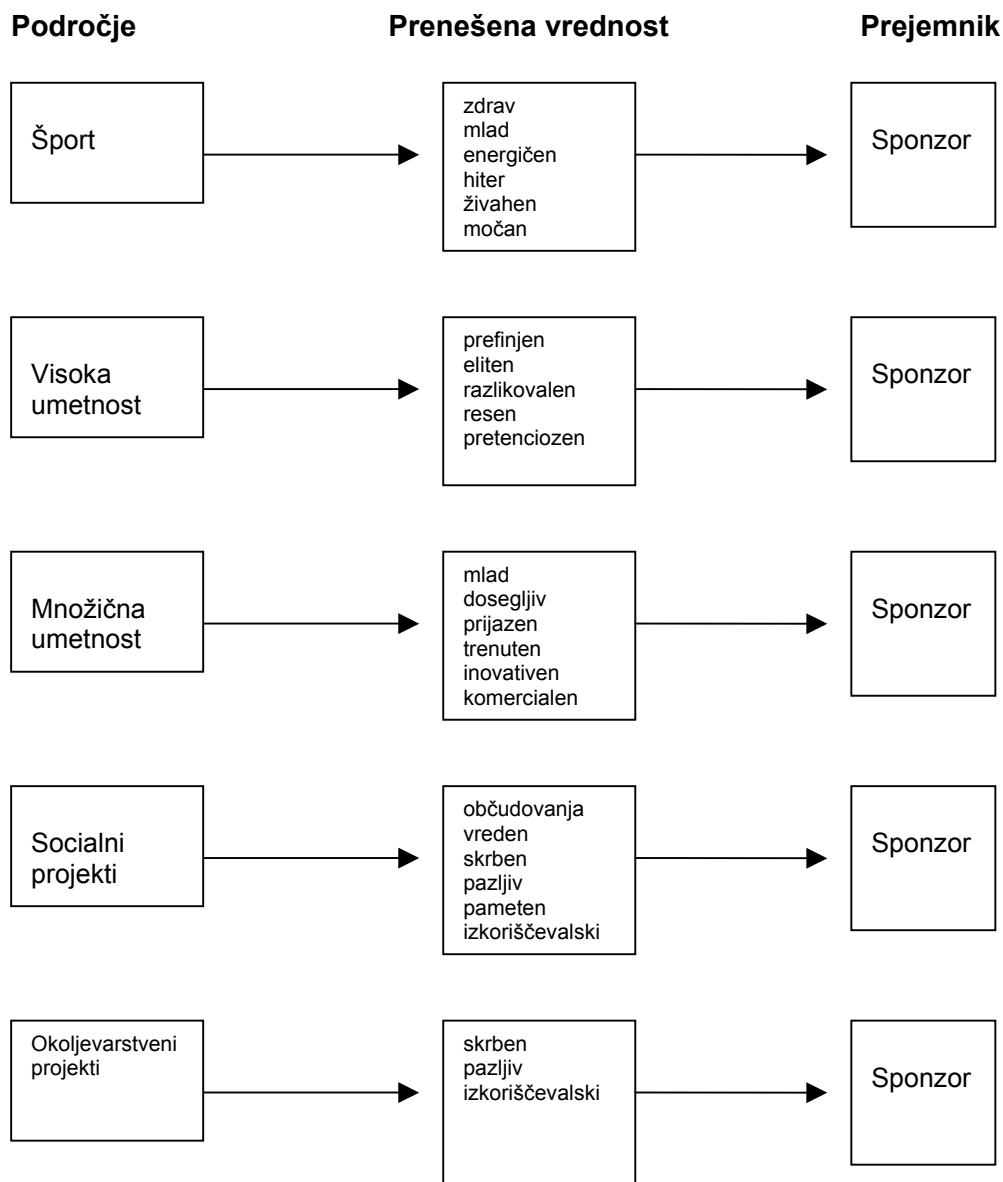 Področje Prenešena vrednost Prejemnik
Šport
zdrav
mlad
energičen
hiter
živahen
močan
Sponzor
Visoka
umetnost
prefinjen
eliten
razlikovalen
resen
pretenciozen
Sponzor
Množična
umetnost
mlad
dosegljiv
prijazen
trenuten
inovativen
komercialen
Sponzor
Socialni
projekti
občudovanja
vreden
skrben
pazljiv
pameten
izkoriščevalski
Sponzor
Okoljevarstveni
projekti
skrben
pazljiv
izkoriščevalski
Sponzor